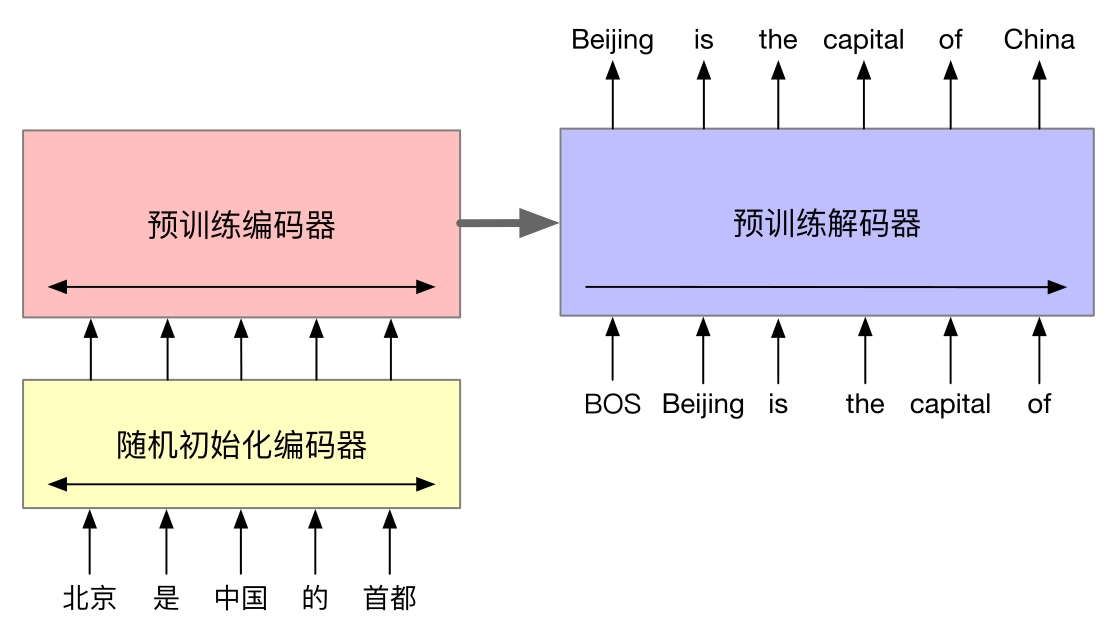 Beijing is the capital of China
预训练编码器
预训练解码器
BOS Beijing is the capital of
随机初始化编码器
北京 是 中国 的 首都